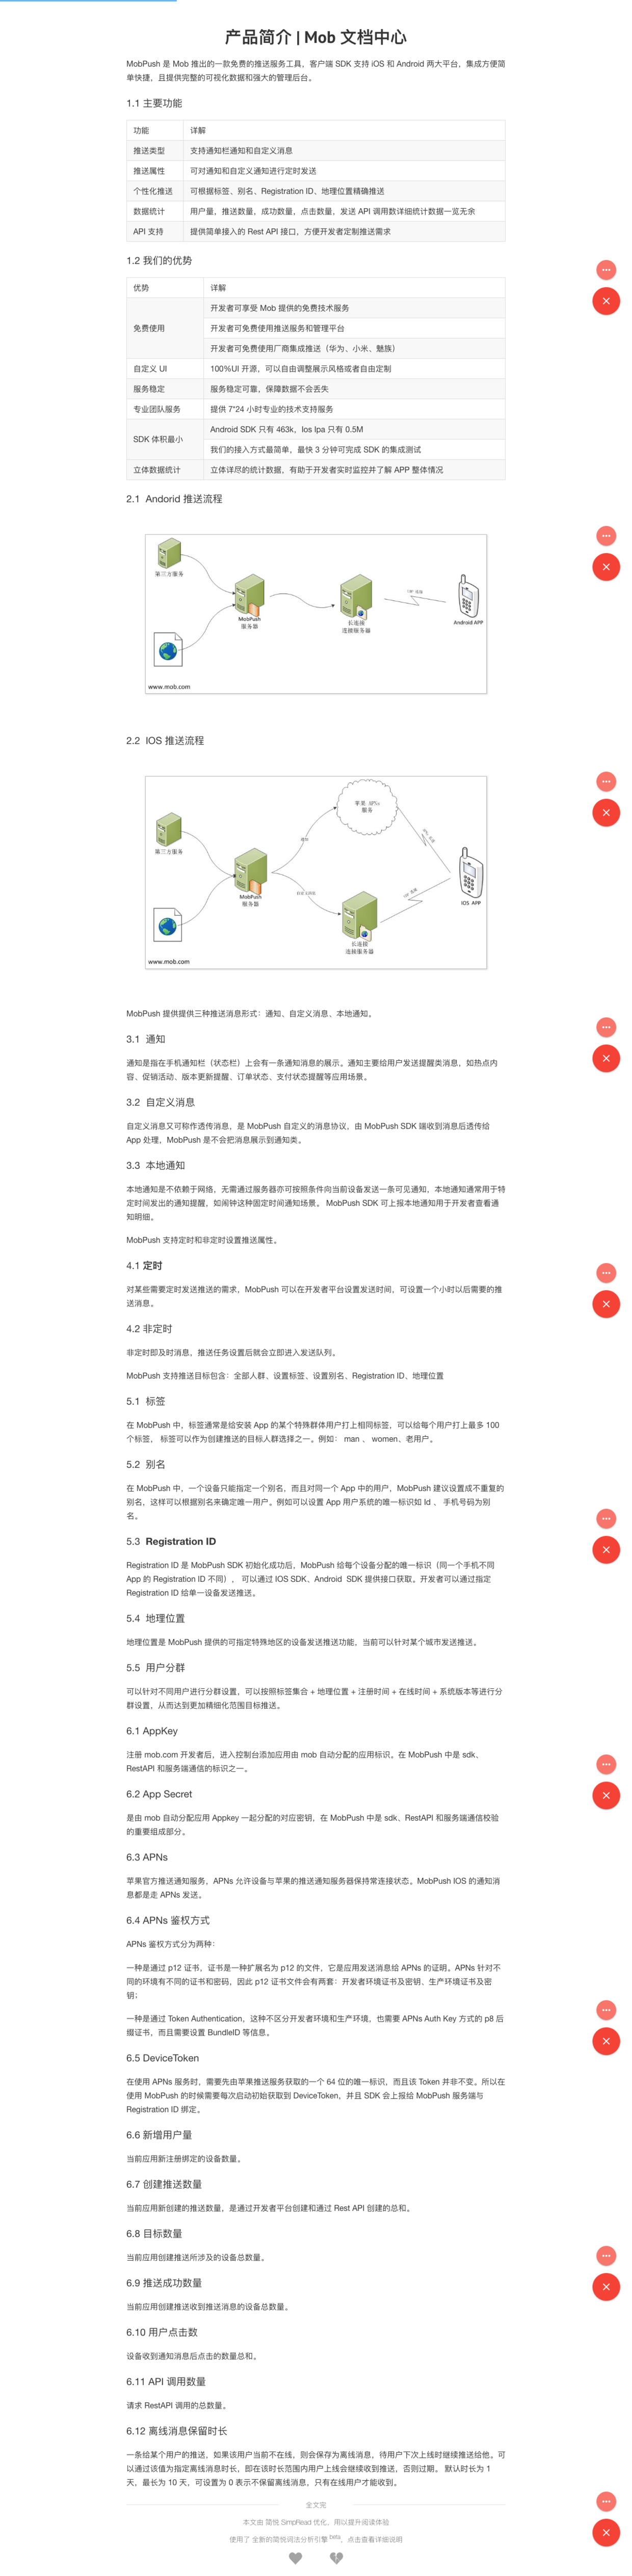 产品简介 | Mob 文档中心
MobPush 是 Mob 推出的一款免费的推送服务工具，客户端 SDK 支持 iOS 和 Android 两大平台，集成方便简
单快捷，且提供完整的可视化数据和强大的管理后台。
1.1 主要功能
功能 详解
推送类型 支持通知栏通知和自定义消息
推送属性 可对通知和自定义通知进行定时发送
个性化推送 可根据标签、别名、Registration ID、地理位置精确推送
数据统计 用户量，推送数量，成功数量，点击数量，发送 API 调用数详细统计数据一览无余
API 支持 提供简单接入的 Rest API 接口，方便开发者定制推送需求
1.2 我们的优势
优势 详解
开发者可享受 Mob 提供的免费技术服务
免费使用 开发者可免费使用推送服务和管理平台
开发者可免费使用厂商集成推送（华为、小米、魅族）
自定义 UI 100%UI 开源，可以自由调整展示风格或者自由定制
服务稳定 服务稳定可靠，保障数据不会丢失
专业团队服务 提供 7*24 小时专业的技术支持服务
SDK 体积最小 Android SDK 只有 463k，Ios Ipa 只有 0.5M
我们的接入方式最简单，最快 3 分钟可完成 SDK 的集成测试
立体数据统计 立体详尽的统计数据，有助于开发者实时监控并了解 APP 整体情况
2.1 Andorid 推送流程
第三方服务
MobPush
服务器
长连接
连接服务器
Android APP
www.mob.com
2.2 IOS 推送流程
苹果 APNs
服务
第三方服务
MobPush
服务器
长连接
连接服务器
IOS APP
www.mob.com
MobPush 提供提供三种推送消息形式：通知、自定义消息、本地通知。
3.1 通知
通知是指在手机通知栏（状态栏）上会有一条通知消息的展示。通知主要给用户发送提醒类消息，如热点内
容、促销活动、版本更新提醒、订单状态、支付状态提醒等应用场景。
3.2 自定义消息
自定义消息又可称作透传消息，是 MobPush 自定义的消息协议，由 MobPush SDK 端收到消息后透传给
App 处理，MobPush 是不会把消息展示到通知类。
3.3 本地通知
本地通知是不依赖于网络，无需通过服务器亦可按照条件向当前设备发送一条可见通知，本地通知通常用于特
定时间发出的通知提醒，如闹钟这种固定时间通知场景。 MobPush SDK 可上报本地通知用于开发者查看通
知明细。
MobPush 支持定时和非定时设置推送属性。
4.1 定时
对某些需要定时发送推送的需求，MobPush 可以在开发者平台设置发送时间，可设置一个小时以后需要的推
送消息。
4.2 非定时
非定时即及时消息，推送任务设置后就会立即进入发送队列。
MobPush 支持推送目标包含：全部人群、设置标签、设置别名、Registration ID、地理位置
5.1 标签
在 MobPush 中，标签通常是给安装 App 的某个特殊群体用户打上相同标签，可以给每个用户打上最多 100
个标签， 标签可以作为创建推送的目标人群选择之一。例如： man 、 women、老用户。
5.2 别名
在 MobPush 中，一个设备只能指定一个别名，而且对同一个 App 中的用户，MobPush 建议设置成不重复的
别名，这样可以根据别名来确定唯一用户。例如可以设置 App 用户系统的唯一标识如 Id 、 手机号码为别
名。
5.3 Registration ID
Registration ID 是 MobPush SDK 初始化成功后，MobPush 给每个设备分配的唯一标识（同一个手机不同
App 的 Registration ID 不同）， 可以通过 IOS SDK、Android SDK 提供接口获取。开发者可以通过指定
Registration ID 给单一设备发送推送。
5.4 地理位置
地理位置是 MobPush 提供的可指定特殊地区的设备发送推送功能，当前可以针对某个城市发送推送。
5.5 用户分群
可以针对不同用户进行分群设置，可以按照标签集合 + 地理位置 + 注册时间 + 在线时间 + 系统版本等进行分
群设置，从而达到更加精细化范围目标推送。
6.1 AppKey
注册 mob.com 开发者后，进入控制台添加应用由 mob 自动分配的应用标识。在 MobPush 中是 sdk、
RestAPI 和服务端通信的标识之一。
6.2 App Secret
是由 mob 自动分配应用 Appkey 一起分配的对应密钥，在 MobPush 中是 sdk、RestAPI 和服务端通信校验
的重要组成部分。
6.3 APNs
苹果官方推送通知服务，APNs 允许设备与苹果的推送通知服务器保持常连接状态。MobPush IOS 的通知消
息都是走 APNs 发送。
6.4 APNs 鉴权方式
APNs 鉴权方式分为两种：
一种是通过 p12 证书，证书是一种扩展名为 p12 的文件，它是应用发送消息给 APNs 的证明。APNs 针对不
同的环境有不同的证书和密码，因此 p12 证书文件会有两套：开发者环境证书及密钥、生产环境证书及密
钥；
一种是通过 Token Authentication，这种不区分开发者环境和生产环境，也需要 APNs Auth Key 方式的 p8 后
缀证书，而且需要设置 BundleID 等信息。
6.5 DeviceToken
在使用 APNs 服务时，需要先由苹果推送服务获取的一个 64 位的唯一标识，而且该 Token 并非不变。所以在
使用 MobPush 的时候需要每次启动初始获取到 DeviceToken，并且 SDK 会上报给 MobPush 服务端与
Registration ID 绑定。
6.6 新增用户量
当前应用新注册绑定的设备数量。
6.7 创建推送数量
当前应用新创建的推送数量，是通过开发者平台创建和通过 Rest API 创建的总和。
6.8 目标数量
当前应用创建推送所涉及的设备总数量。
6.9 推送成功数量
当前应用创建推送收到推送消息的设备总数量。
6.10 用户点击数
设备收到通知消息后点击的数量总和。
6.11 API 调用数量
请求 RestAPI 调用的总数量。
6.12 离线消息保留时长
一条给某个用户的推送，如果该用户当前不在线，则会保存为离线消息，待用户下次上线时继续推送给他。可
以通过该值为指定离线消息时长，即在该时长范围内用户上线会继续收到推送，否则过期。 默认时长为 1
天，最长为 10 天，可设置为 0 表示不保留离线消息，只有在线用户才能收到。
全文完
本文由 简悦 SimpRead 优化，用以提升阅读体验
使用了 全新的简悦词法分析引擎 beta，点击查看详细说明